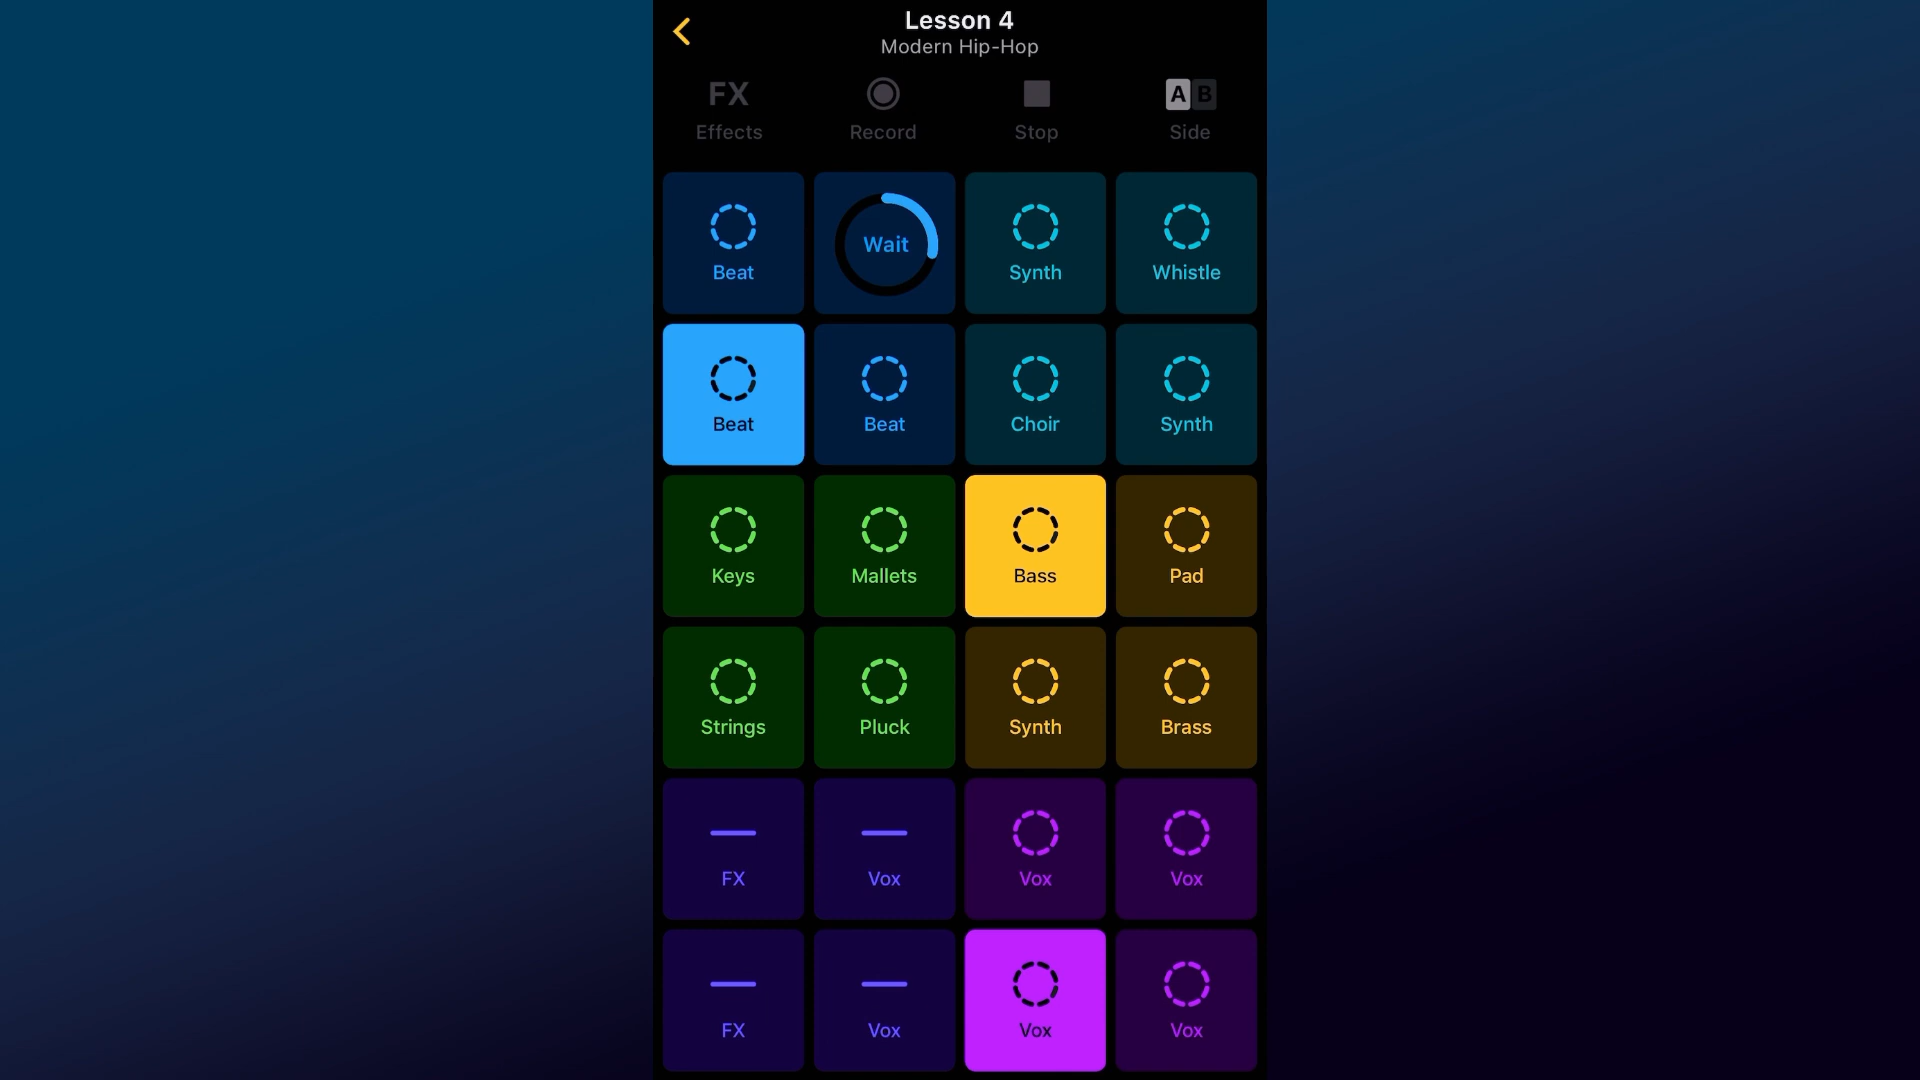 Lesson 4
Modern Hip-Hop
FX
A B
Effects Record Stop Side
Beat Wait Synth Whistle
Beat Beat Choir Synth
Keys Mallets Bass Pad
Strings Pluck Synth Brass
FX Vox Vox Vox
FX Vox Vox Vox